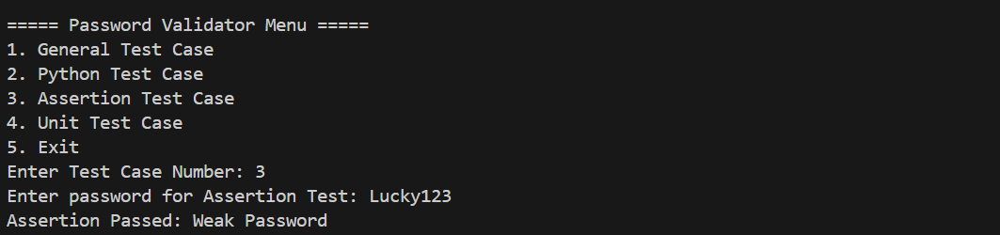 ===== Password Validator Menu =====
1. General Test Case
2. Python Test Case
3. Assertion Test Case
4. Unit Test Case
5. Exit
Enter Test Case Number: 3
Enter password for Assertion Test: Lucky123
Assertion Passed: Weak Password